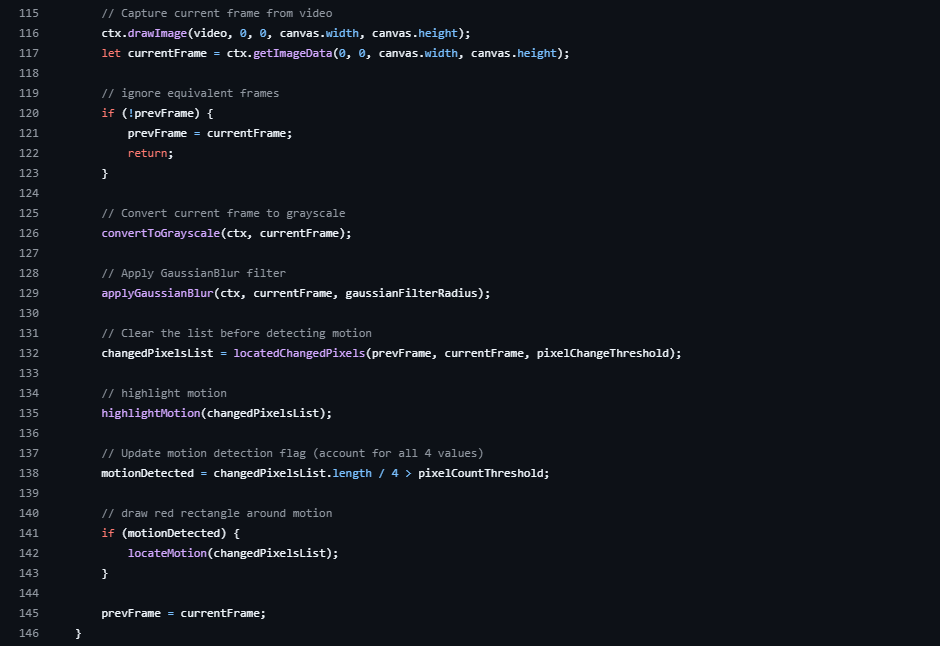 115 // Capture current frame from video
116 ctx.drawImage(video, 0, 0, canvas.width, canvas.height);
117 let currentFrame = ctx.getImageData(0, 0, canvas.width, canvas.height);
118
119 // ignore equivalent frames
120 if (!prevFrame) {
121 prevFrame = currentFrame;
122 return;
123 }
124
125 // Convert current frame to grayscale
126 convertToGrayscale(ctx, currentFrame);
127
128 // Apply GaussianBlur filter
129 applyGaussianBlur(ctx, currentFrame, gaussianFilterRadius);
130
131 // Clear the list before detecting motion
132 changedPixelsList = locatedChangedPixels(prevFrame, currentFrame, pixelChangeThreshold);
133
134 // highlight motion
135 highlightMotion(changedPixelsList);
136
137 // Update motion detection flag (account for all 4 values)
138 motionDetected = changedPixelsList.length / 4 > pixelCountThreshold;
139
140 // draw red rectangle around motion
141 if (motionDetected) {
142 locateMotion(changedPixelsList);
143 }
144
145 prevFrame = currentFrame;
146 }